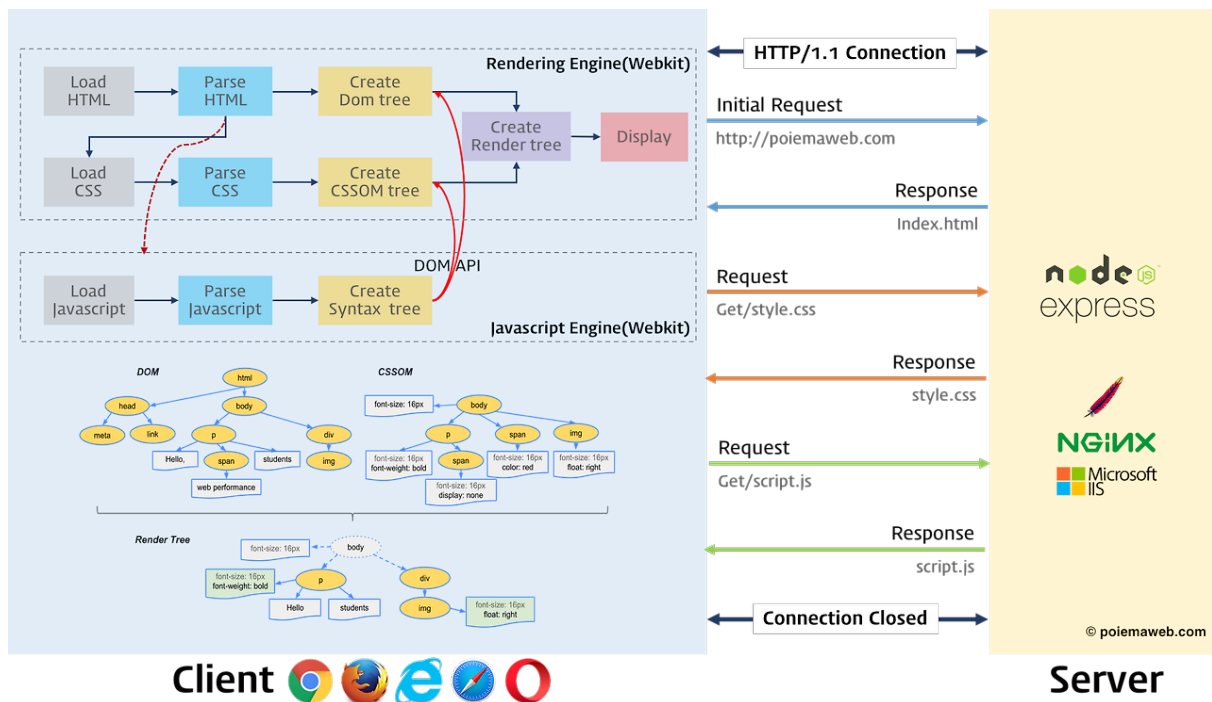 Rendering Engine(Webkit)
Load
HTML
Parse
HTML
Create
Dom tree
Create
Render tree
Display
Load
CSS
Parse
CSS
Create
CSSOM tree
DOM API
Load
Javascript
Parse
Javascript
Create
Syntax tree
Javascript Engine(Webkit)
DOM
html
head
body
meta
link
p
div
Hello,
span
students
img
web performance
CSSOM
font-size: 16px
body
p
span
img
font-size: 16px
font-weight: bold
span
font-size: 16px
color: red
font-size: 16px
float: right
font-size: 16px
display: none
Render Tree
font-size: 16px
body
font-size: 16px
font-weight: bold
p
div
Hello
students
img
font-size: 16px
float: right
HTTP/1.1 Connection
Initial Request
http://poiemaweb.com
Response
Index.html
Request
Get/style.css
Response
style.css
Request
Get/script.js
Response
script.js
Connection Closed
node
JS
express
NGINX
Microsoft
IIS
© poiemaweb.com
Client
Server